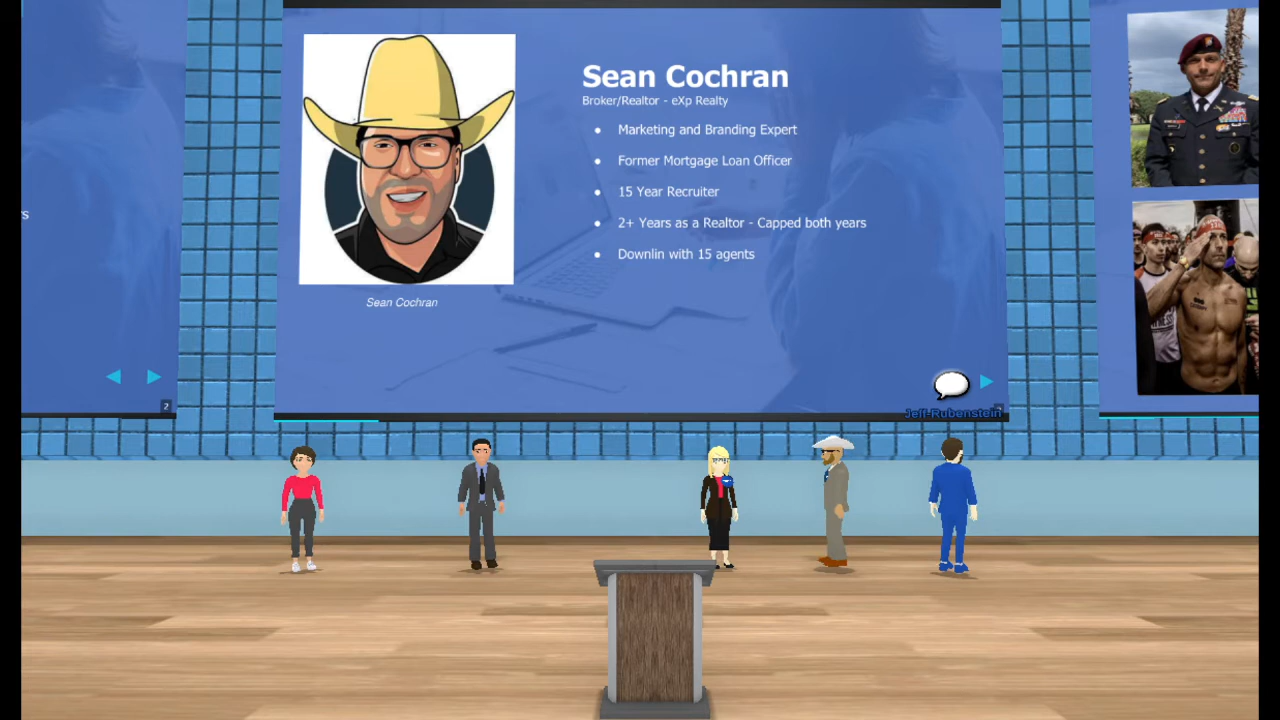 Sean Cochran
Broker/Realtor - eXp Realty
Marketing and Branding Expert
Former Mortgage Loan Officer
15 Year Recruiter
2+ Years as a Realtor - Capped both years
Downlin with 15 agents
Sean Cochran
2
Jeff-Rubenstein